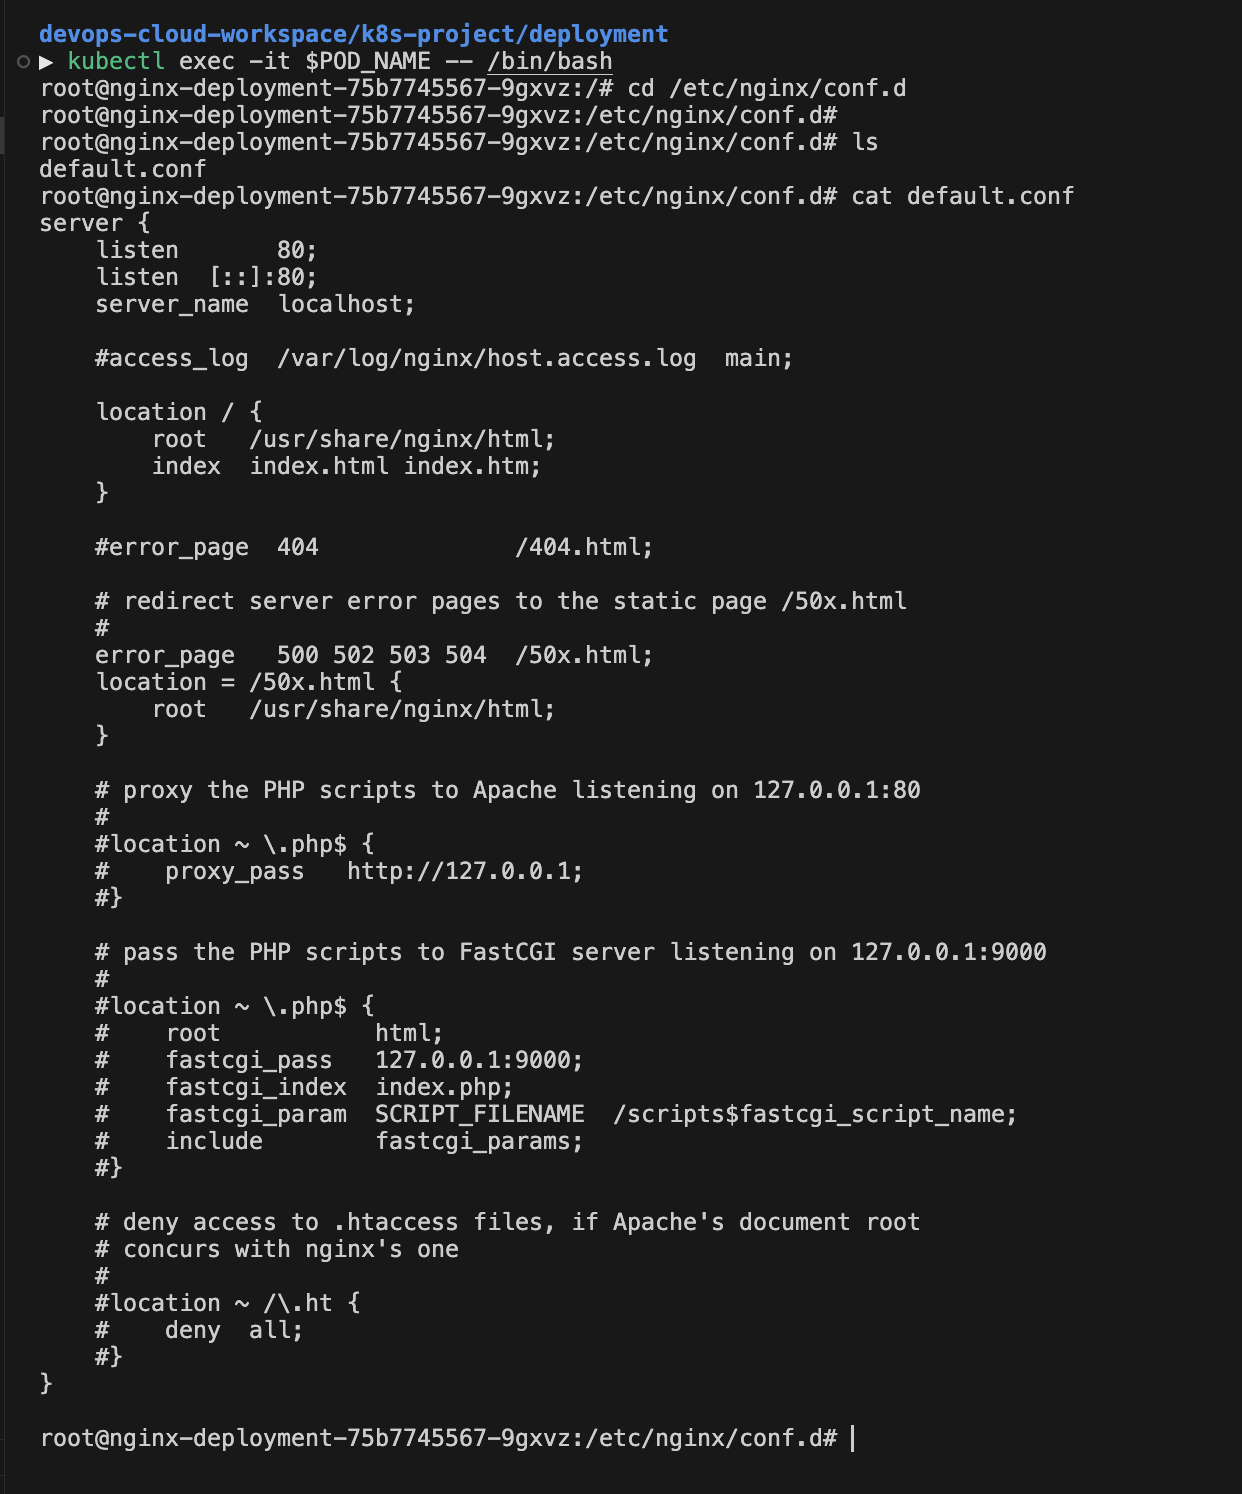 devops-cloud-workspace/k8s-project/deployment
▶ kubectl exec -it $POD_NAME -- /bin/bash
root@nginx-deployment-75b7745567-9gxvz:/# cd /etc/nginx/conf.d
root@nginx-deployment-75b7745567-9gxvz:/etc/nginx/conf.d#
root@nginx-deployment-75b7745567-9gxvz:/etc/nginx/conf.d# ls
default.conf
root@nginx-deployment-75b7745567-9gxvz:/etc/nginx/conf.d# cat default.conf
server {
    listen       80;
    listen  [::]:80;
    server_name  localhost;

    #access_log  /var/log/nginx/host.access.log  main;

    location / {
        root   /usr/share/nginx/html;
        index  index.html index.htm;
    }

    #error_page  404              /404.html;

    # redirect server error pages to the static page /50x.html
    #
    error_page   500 502 503 504  /50x.html;
    location = /50x.html {
        root   /usr/share/nginx/html;
    }

    # proxy the PHP scripts to Apache listening on 127.0.0.1:80
    #
    #location ~ \.php$ {
    #    proxy_pass   http://127.0.0.1;
    #}

    # pass the PHP scripts to FastCGI server listening on 127.0.0.1:9000
    #
    #location ~ \.php$ {
    #    root           html;
    #    fastcgi_pass   127.0.0.1:9000;
    #    fastcgi_index  index.php;
    #    fastcgi_param  SCRIPT_FILENAME  /scripts$fastcgi_script_name;
    #    include        fastcgi_params;
    #}

    # deny access to .htaccess files, if Apache's document root
    # concurs with nginx's one
    #
    #location ~ /\.ht {
    #    deny  all;
    #}
}

root@nginx-deployment-75b7745567-9gxvz:/etc/nginx/conf.d#